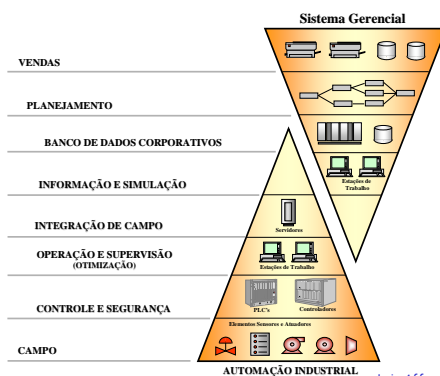 Sistema Gerencial
VENDAS
PLANEJAMENTO
BANCO DE DADOS CORPORATIVOS
INFORMAÇÃO E SIMULAÇÃO
Estações de
Trabalho
INTEGRAÇÃO DE CAMPO
Servidores
OPERAÇÃO E SUPERVISÃO
(OTIMIZAÇÃO)
Estações de Trabalho
CONTROLE E SEGURANÇA
PLC's
Controladores
Elementos Sensores e Atuadores
CAMPO
AUTOMAÇÃO INDUSTRIAL